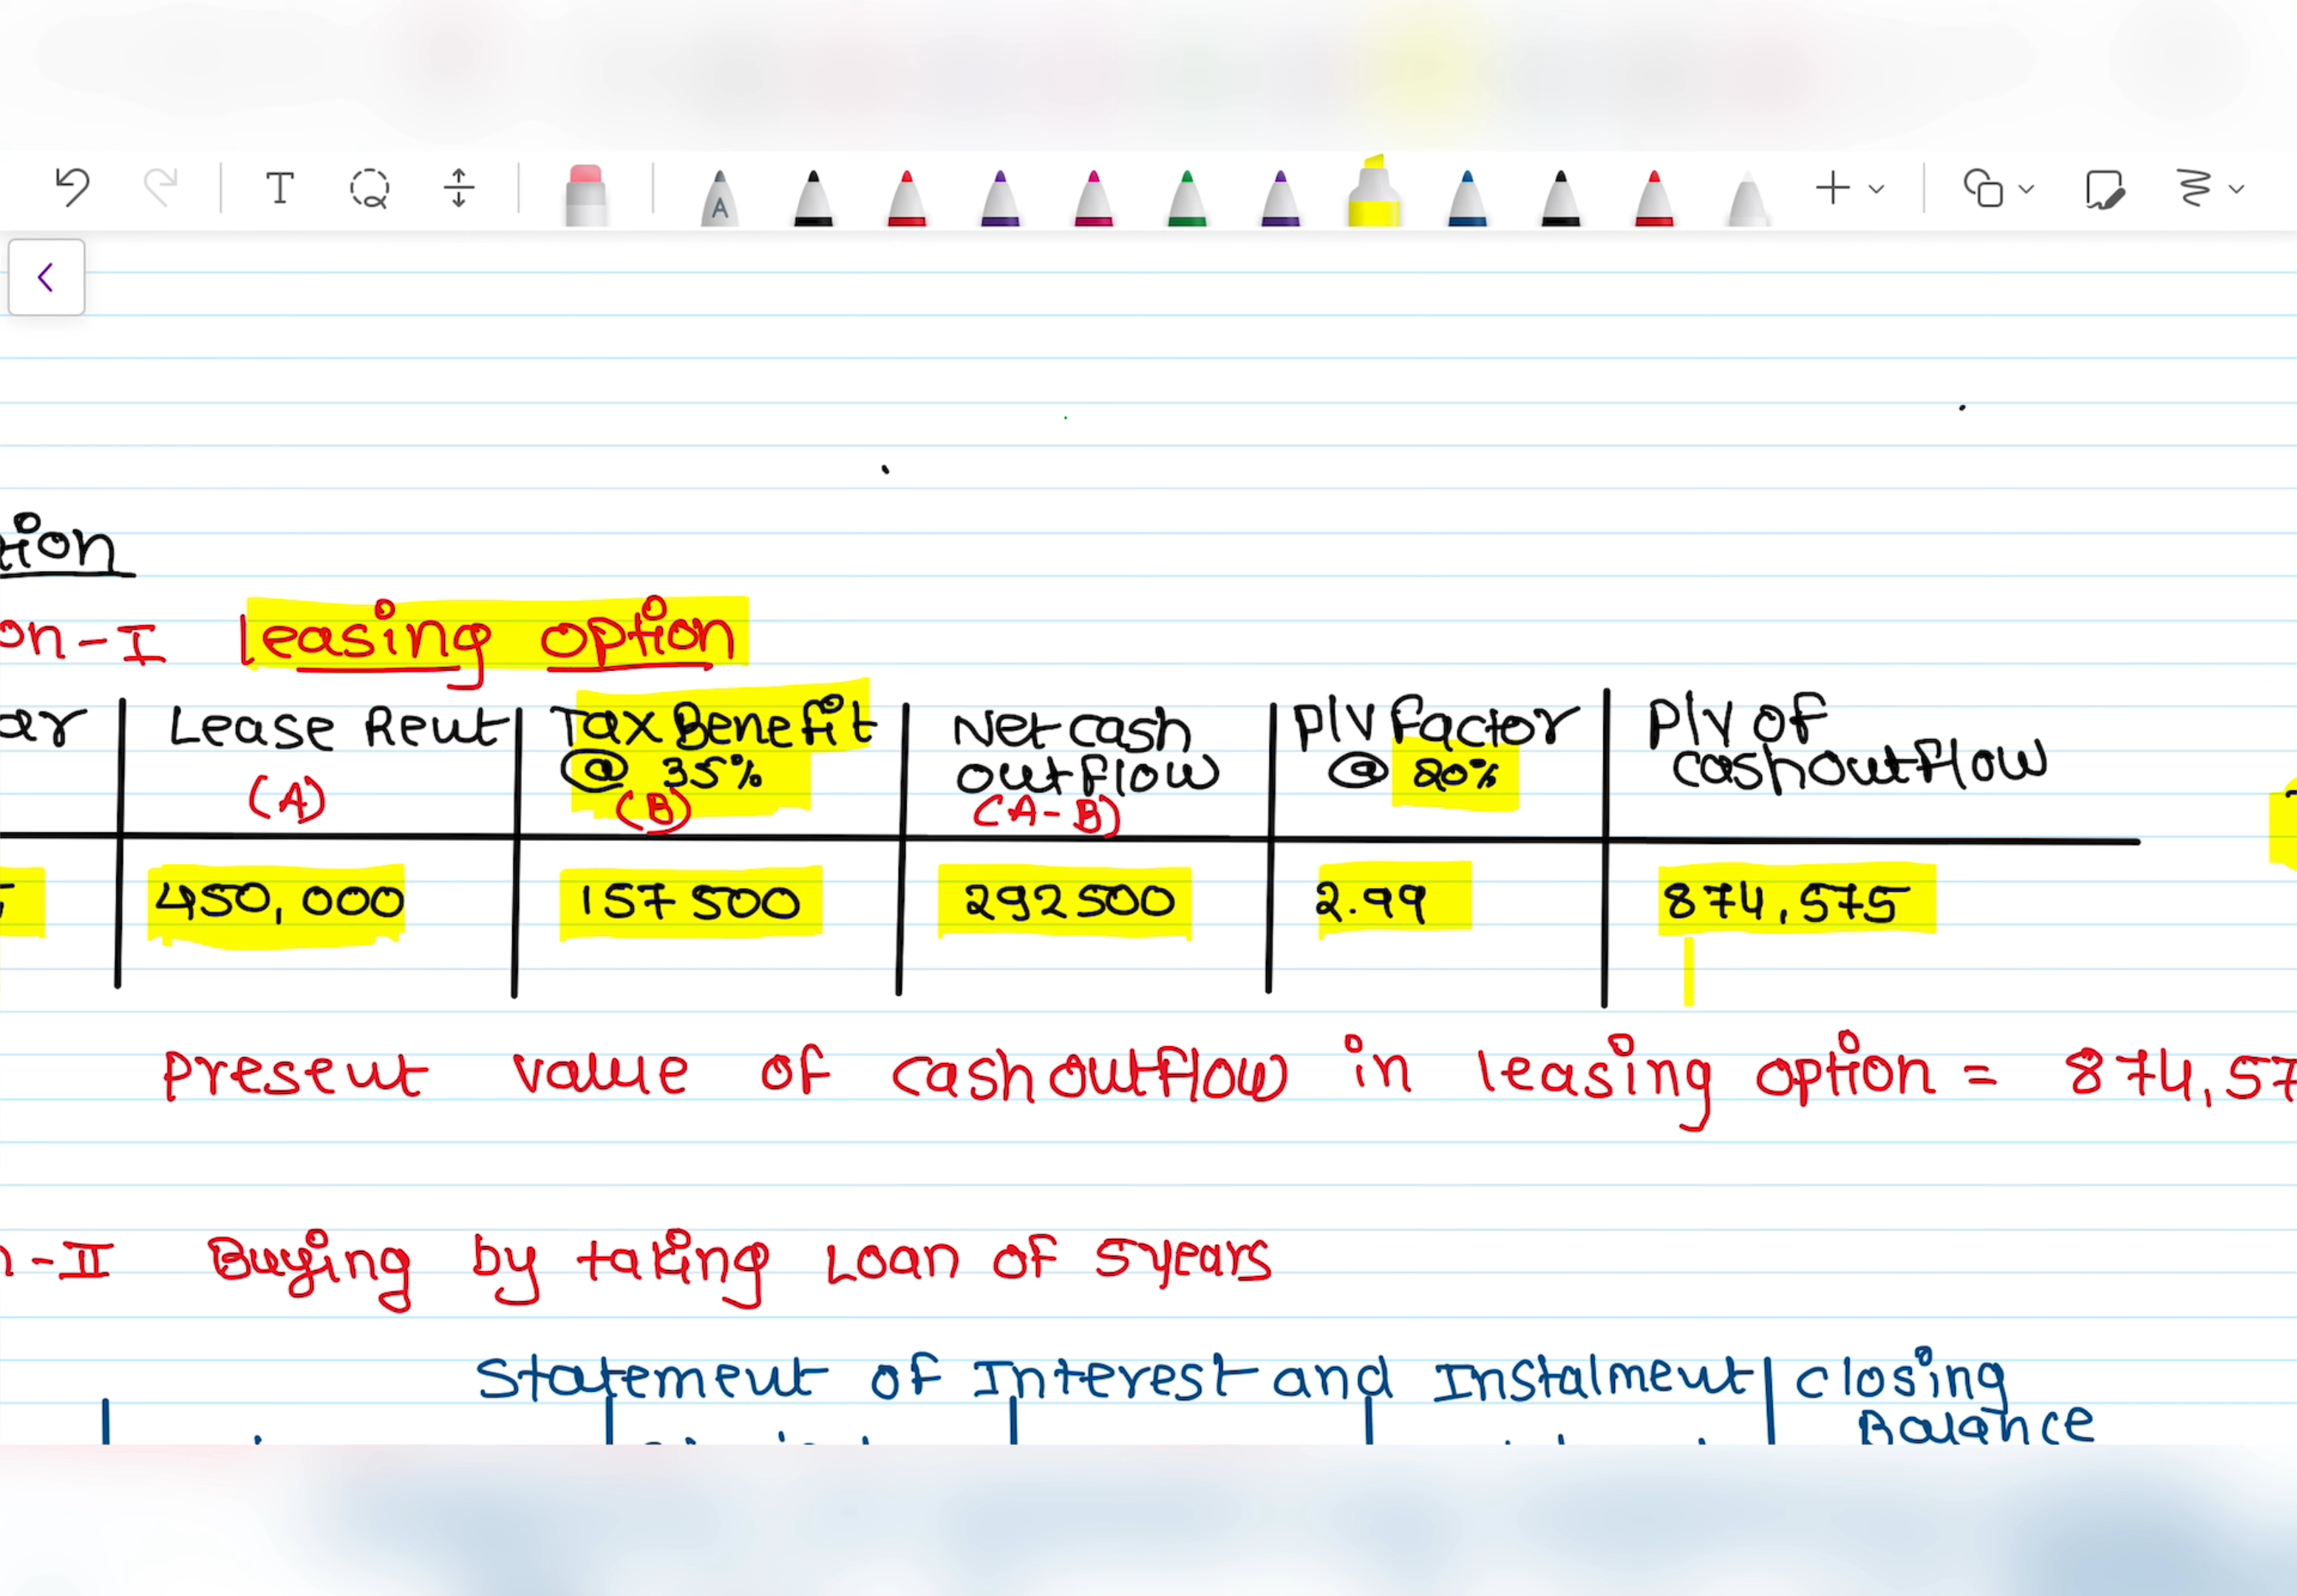 tion
on-I leasing option
ar Lease Rent Tax Benefit Net cash P/V Factor P/V OF
@ 35% outflow @ 20% cashoutflow
(A) (B) (A-B)
450,000 157500 292500 2.99 874,575
present value of cashoutflow in leasing option = 874,57
-II Buying by taking Loan of 5years
Statement of Interest and Instalment closing
Balance